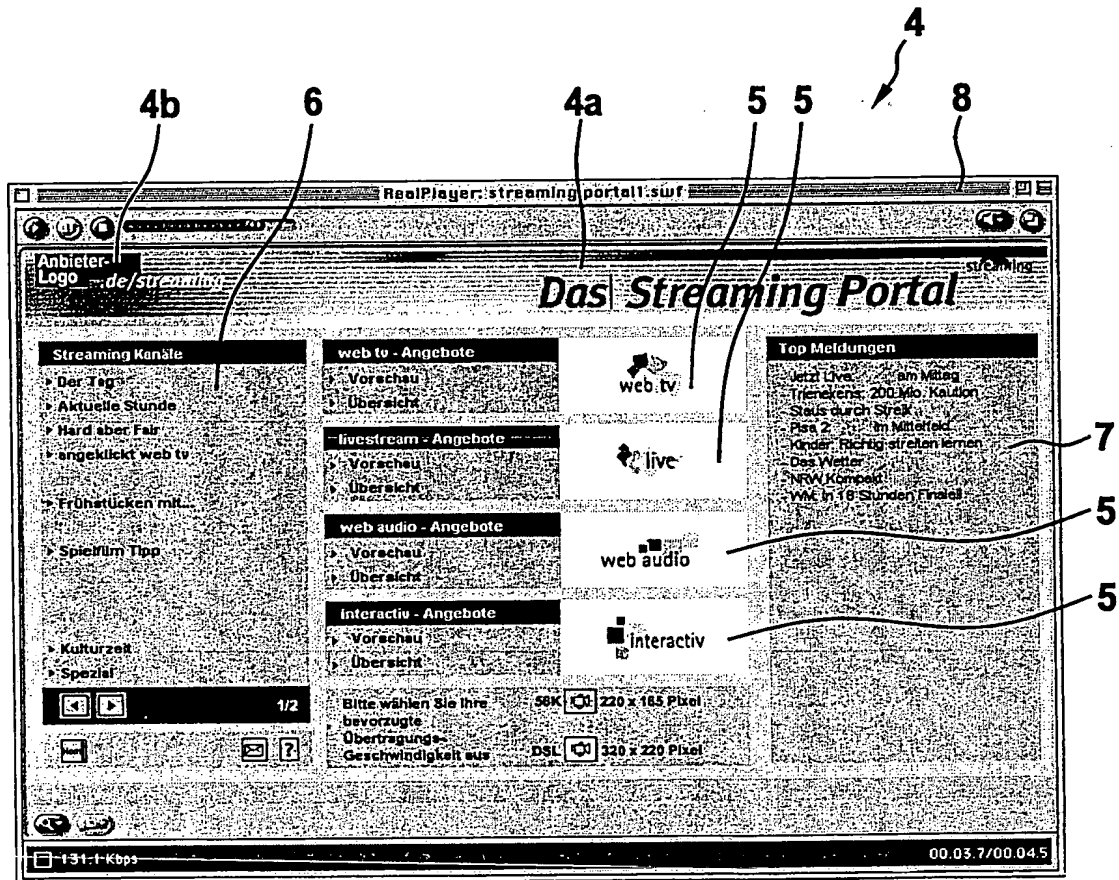 4
4b 6 4a 5 5 8
RealPlayer: streaming portal1.swf
Anbieter-
Logo ...de/streaming
streaming
Das Streaming Portal
Streaming Kanäle
Der Tag
Aktuelle Stunde
Hard aber Fair
angeklickt web tv
Frühstücken mit...
Spielfilm Tipp
Kulturzeit
Spezial
1/2
?
web tv - Angebote
Vorschau
Übersicht
web tv
livestream - Angebote
Vorschau
Übersicht
live
web audio - Angebote
Vorschau
Übersicht
web audio
interactiv - Angebote
Vorschau
Übersicht
interactiv
Bitte wählen Sie Ihre
bevorzugte
Übertragungs-
Geschwindigkeit aus
56K 220 x 165 Pixel
DSL 320 x 220 Pixel
Top Meldungen
Jetzt Live: am Mittag
Trienekens: 200 Mio. Kaution
Staus durch Streik
Pisa 2 im Mittelfeld
Kinder: Richtig streiten lernen
Das Wetter
NRW Kompakt
WM: In 18 Stunden Finale!!
7
5
5
131.1 Kbps
00.03.7/00.04.5